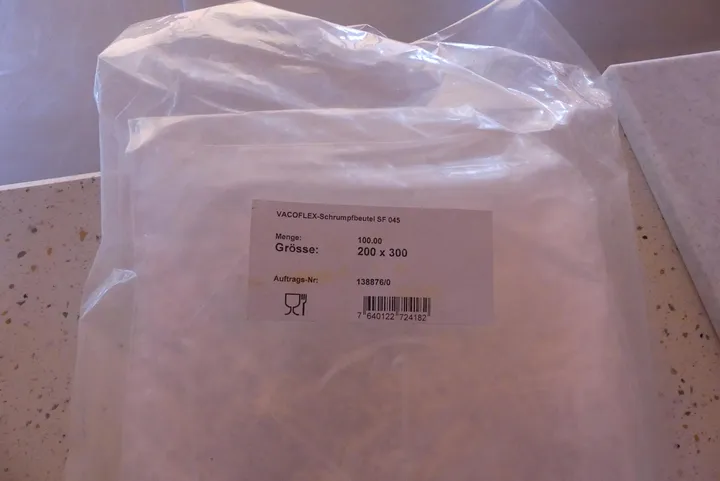 VACOFLEX-Schrumpfbeutel SF 045
Menge: 100.00
Grösse: 200 x 300
Auftrags-Nr: 138876/0
7 640122 724182